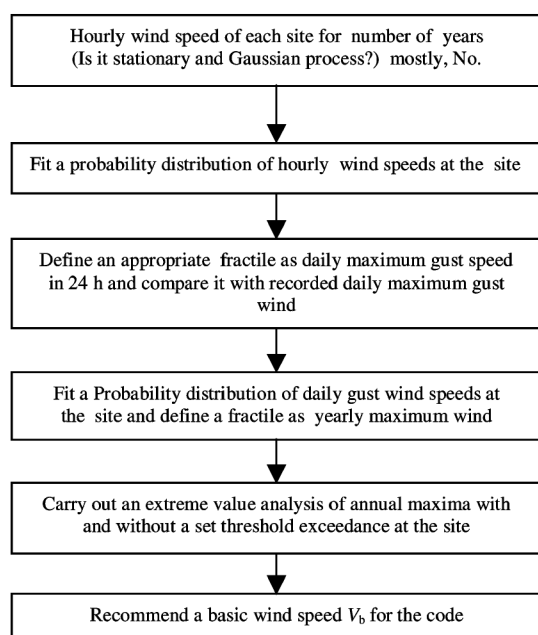 Hourly wind speed of each site for number of years
(Is it stationary and Gaussian process?) mostly, No.
Fit a probability distribution of hourly wind speeds at the site
Define an appropriate fractile as daily maximum gust speed
in 24 h and compare it with recorded daily maximum gust
wind
Fit a Probability distribution of daily gust wind speeds at
the site and define a fractile as yearly maximum wind
Carry out an extreme value analysis of annual maxima with
and without a set threshold exceedance at the site
Recommend a basic wind speed Vb for the code